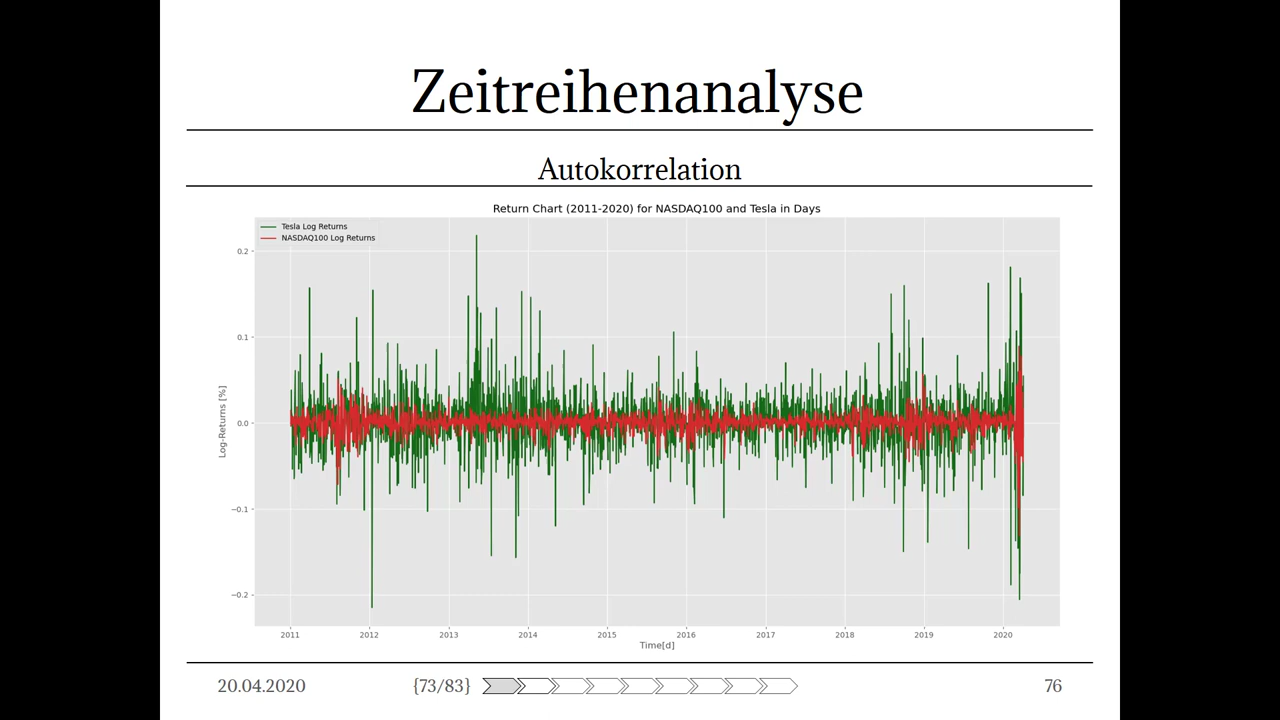 Zeitreihenanalyse
Autokorrelation
Return Chart (2011-2020) for NASDAQ100 and Tesla in Days
Tesla Log Returns
NASDAQ100 Log Returns
Log-Returns [%]
0.2
0.1
0.0
−0.1
−0.2
2011 2012 2013 2014 2015 2016 2017 2018 2019 2020
Time[d]
20.04.2020 {73/83} 76